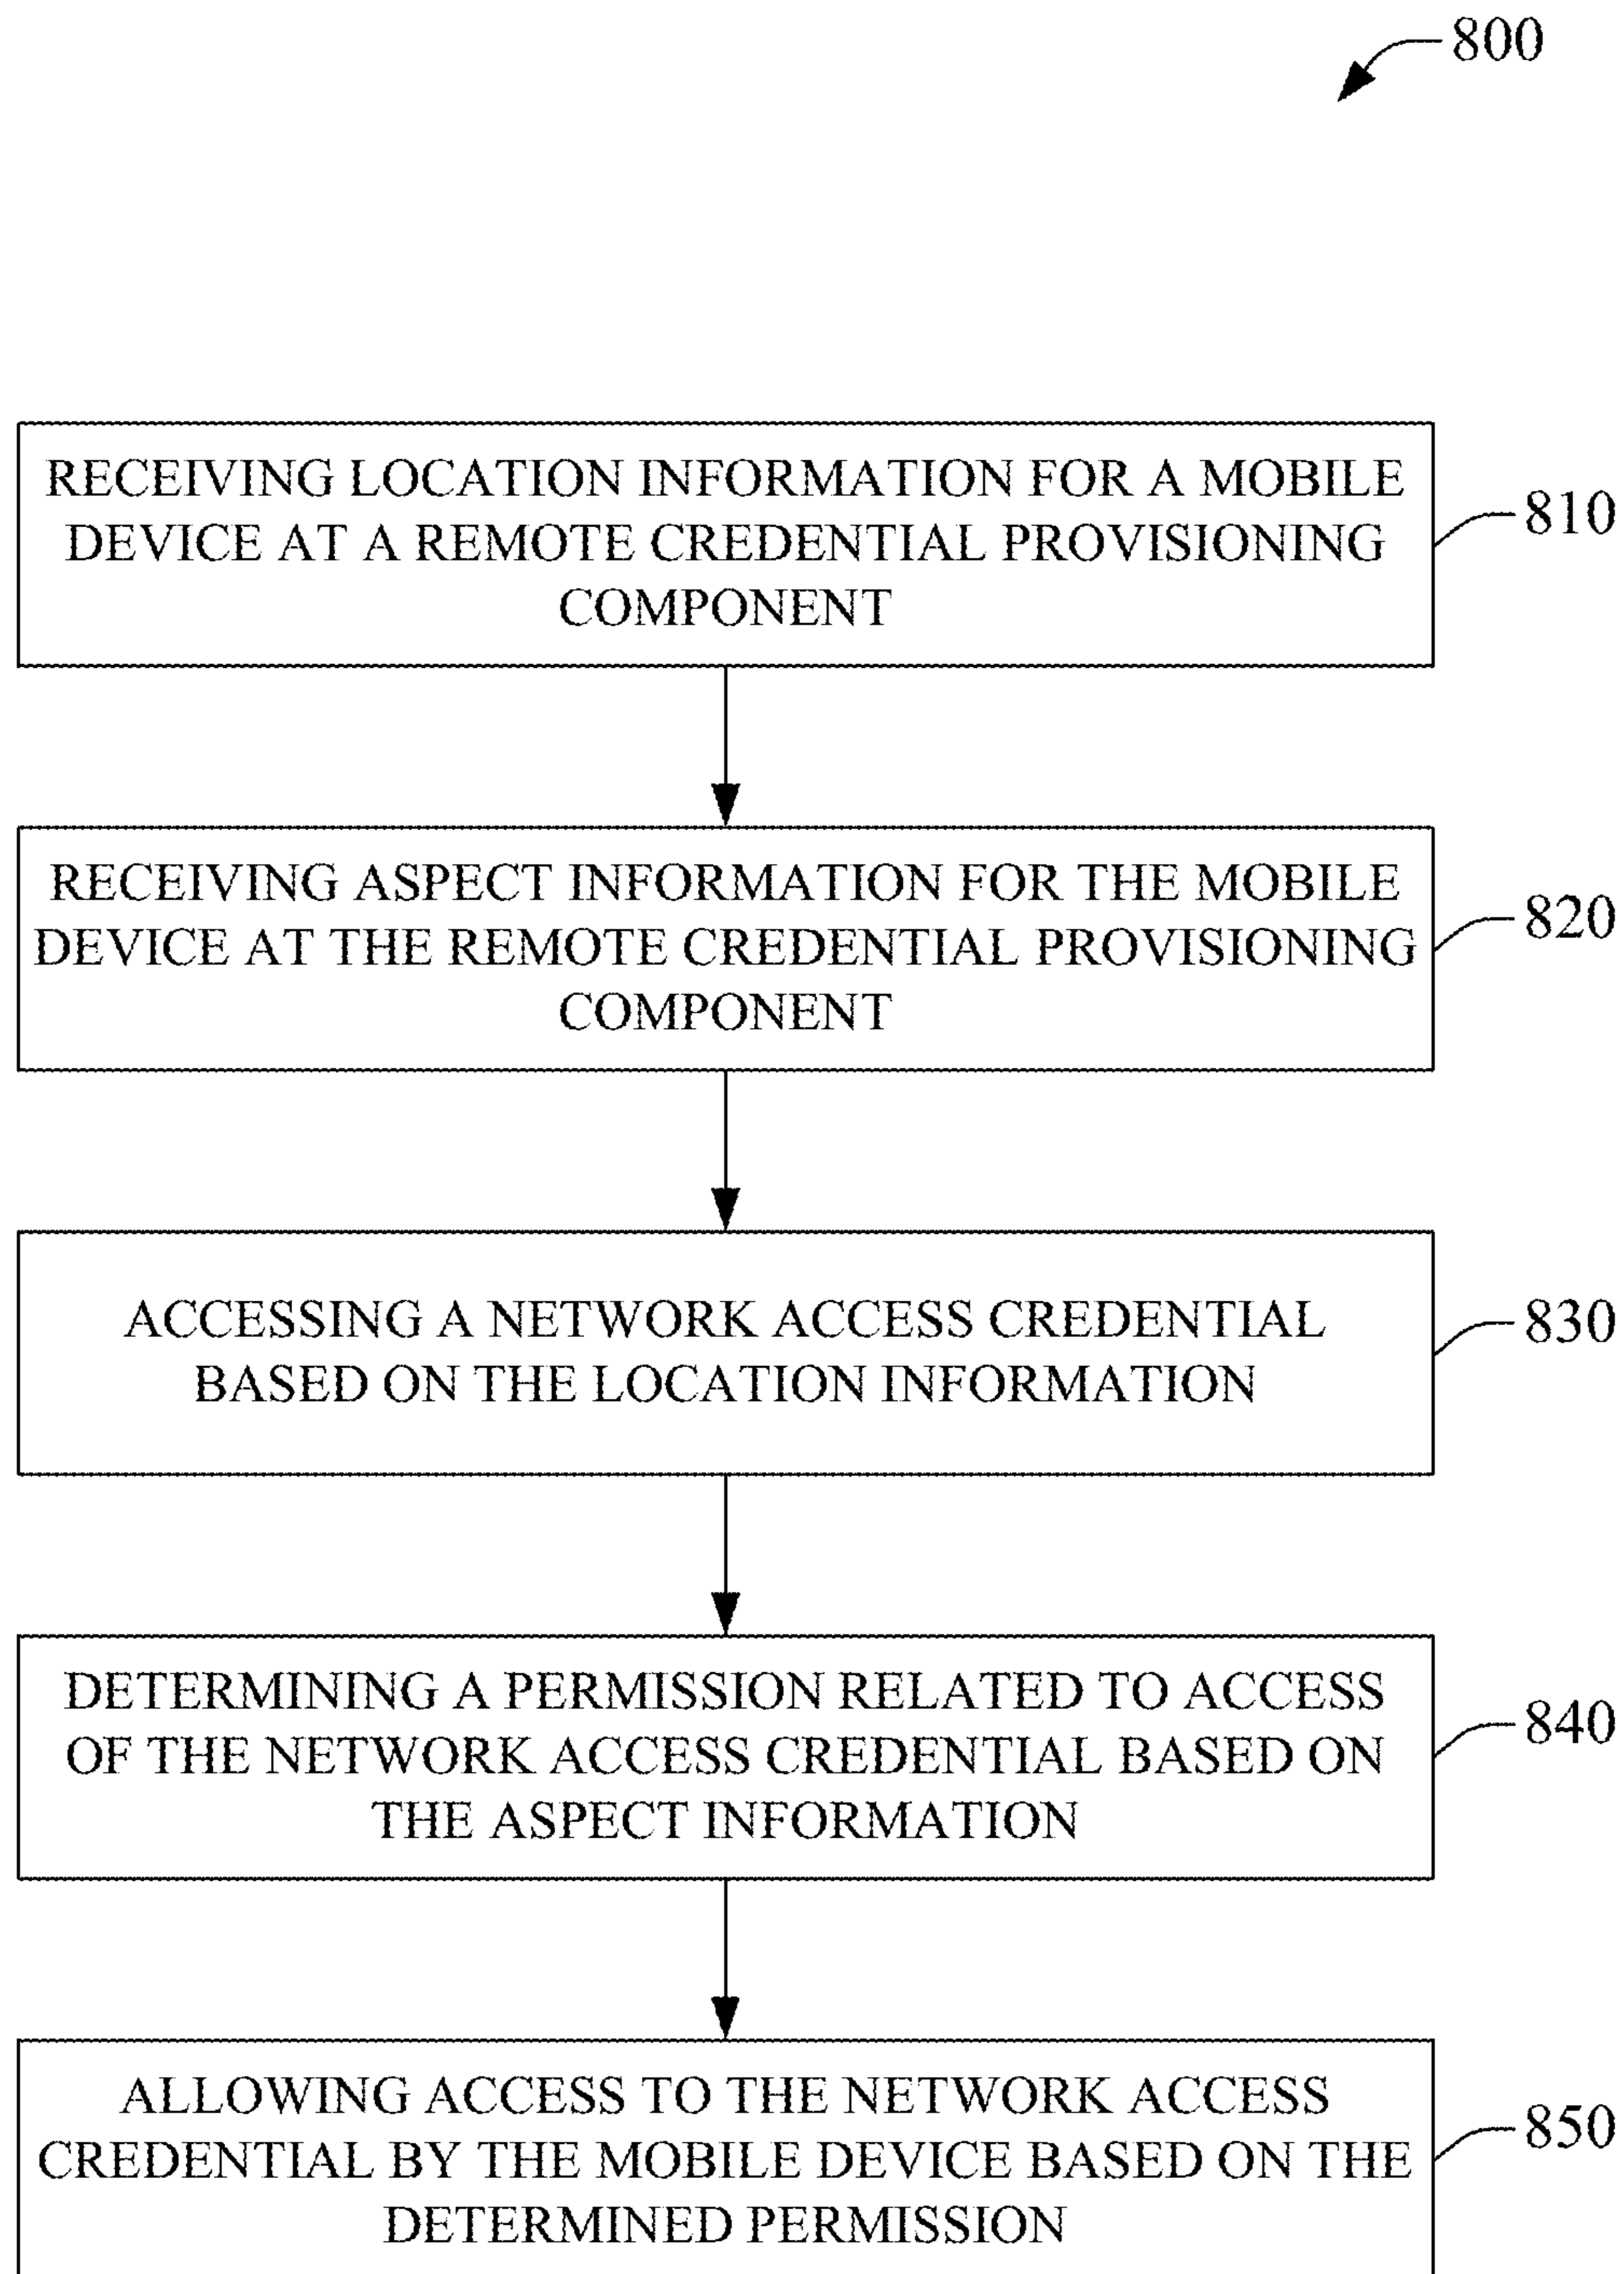 800
RECEIVING LOCATION INFORMATION FOR A MOBILE
DEVICE AT A REMOTE CREDENTIAL PROVISIONING
COMPONENT
810
RECEIVING ASPECT INFORMATION FOR THE MOBILE
DEVICE AT THE REMOTE CREDENTIAL PROVISIONING
COMPONENT
820
ACCESSING A NETWORK ACCESS CREDENTIAL
BASED ON THE LOCATION INFORMATION
830
DETERMINING A PERMISSION RELATED TO ACCESS
OF THE NETWORK ACCESS CREDENTIAL BASED ON
THE ASPECT INFORMATION
840
ALLOWING ACCESS TO THE NETWORK ACCESS
CREDENTIAL BY THE MOBILE DEVICE BASED ON THE
DETERMINED PERMISSION
850